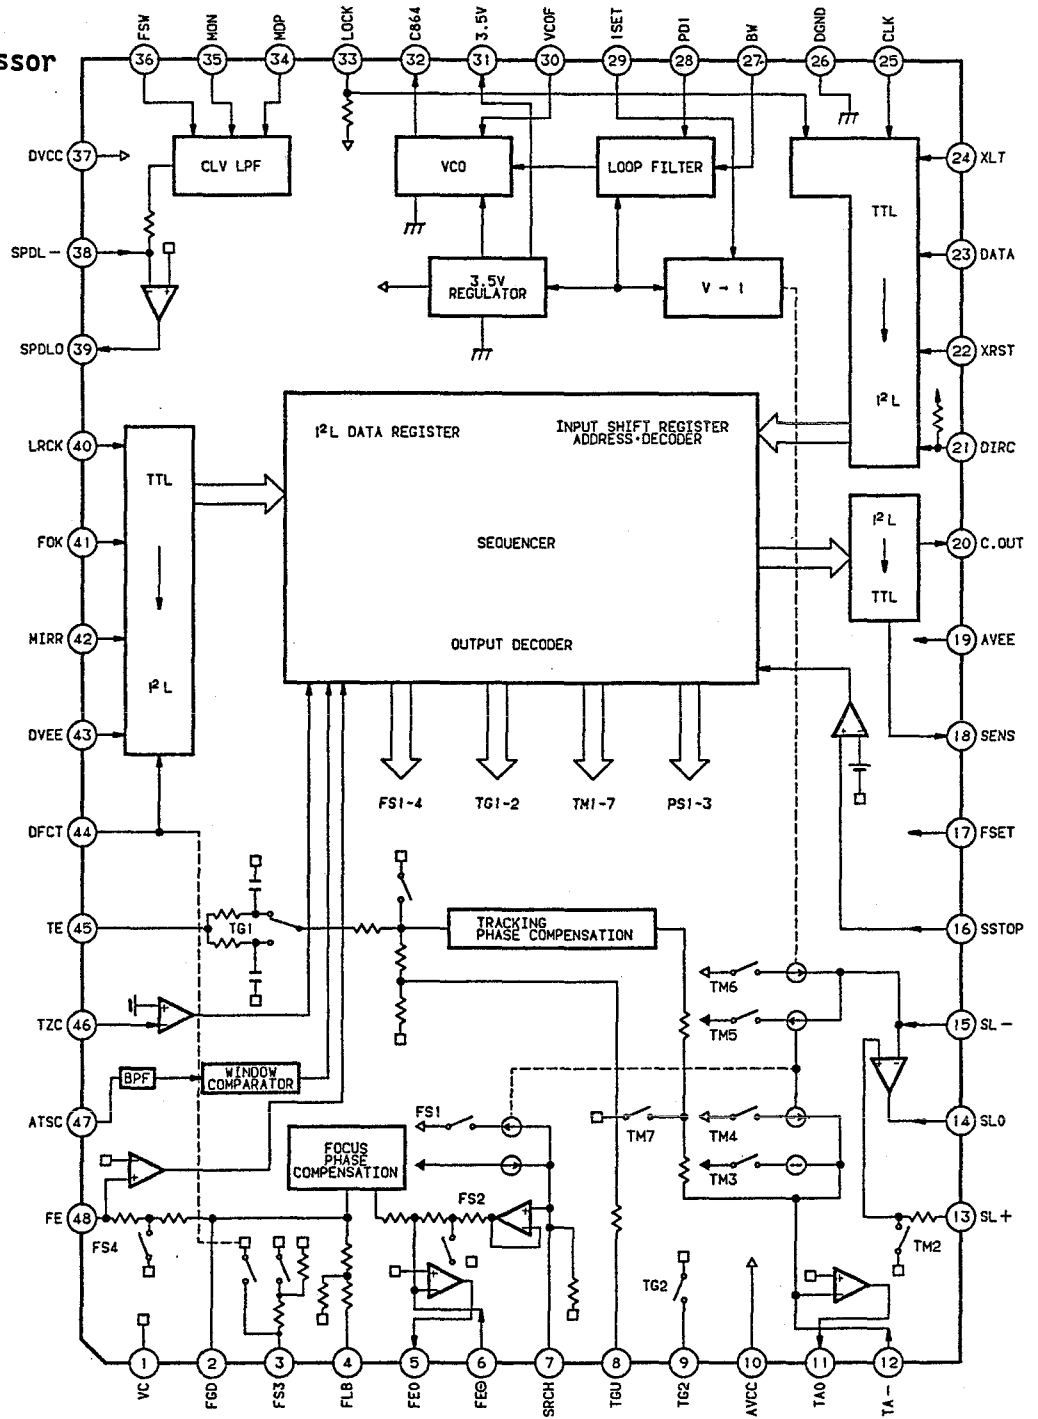 ssor
FSW
MON
MDP
LOCK
C864
3.5V
VCOF
ISET
PDI
BW
DGND
CLK
36
35
34
33
32
31
30
29
28
27
26
25
DVCC 37
CLV LPF
VCO
LOOP FILTER
24 XLT
TTL
SPDL- 38
23 DATA
3.5V
REGULATOR
V → I
SPDLO 39
22 XRST
I²L
LRCK 40
I²L DATA REGISTER
INPUT SHIFT REGISTER
ADDRESS·DECODER
21 DIRC
TTL
I²L
FOK 41
SEQUENCER
20 C.OUT
TTL
MIRR 42
OUTPUT DECODER
19 AVEE
I²L
DVEE 43
18 SENS
FS1-4
TG1-2
TM1-7
PS1-3
DFCT 44
17 FSET
TE 45
TG1
TRACKING
PHASE COMPENSATION
16 SSTOP
TM6
TZC 46
TM5
15 SL-
BPF
WINDOW
COMPARATOR
ATSC 47
FS1
TM7
TM4
14 SLO
FOCUS
PHASE
COMPENSATION
TM3
FE 48
FS2
13 SL+
FS4
TM2
TG2
1
2
3
4
5
6
7
8
9
10
11
12
VC
FGD
FS3
FLB
FEO
FE⊖
SRCH
TGU
TG2
AVCC
TAO
TA-